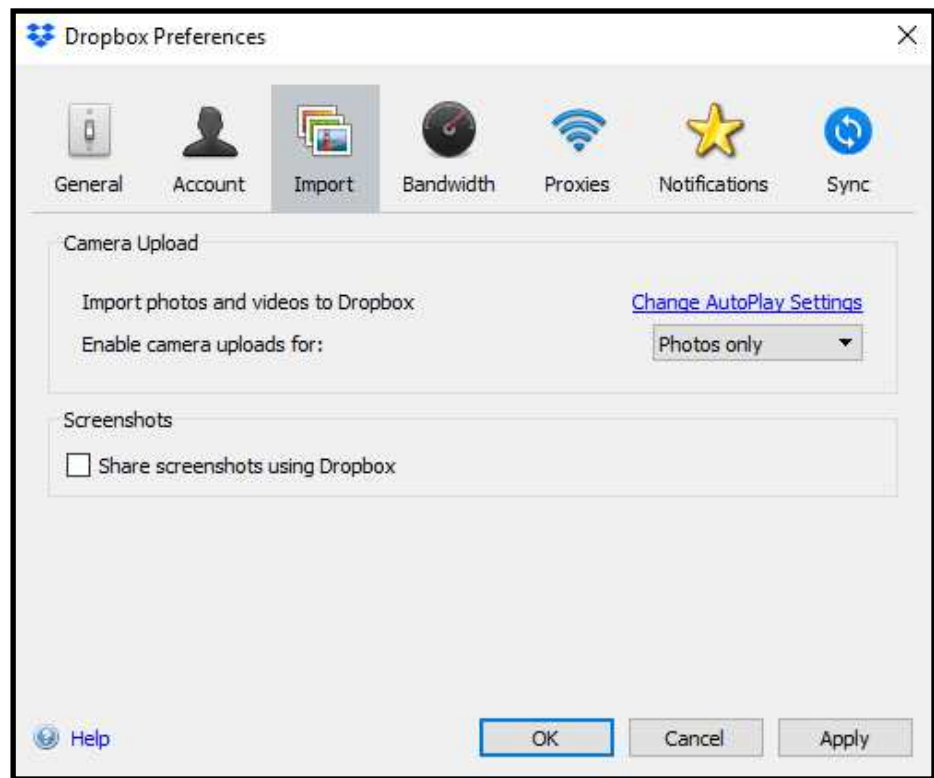 Dropbox Preferences
General Account Import Bandwidth Proxies Notifications Sync
Camera Upload
Import photos and videos to Dropbox Change AutoPlay Settings
Enable camera uploads for: Photos only
Screenshots
Share screenshots using Dropbox
Help OK Cancel Apply